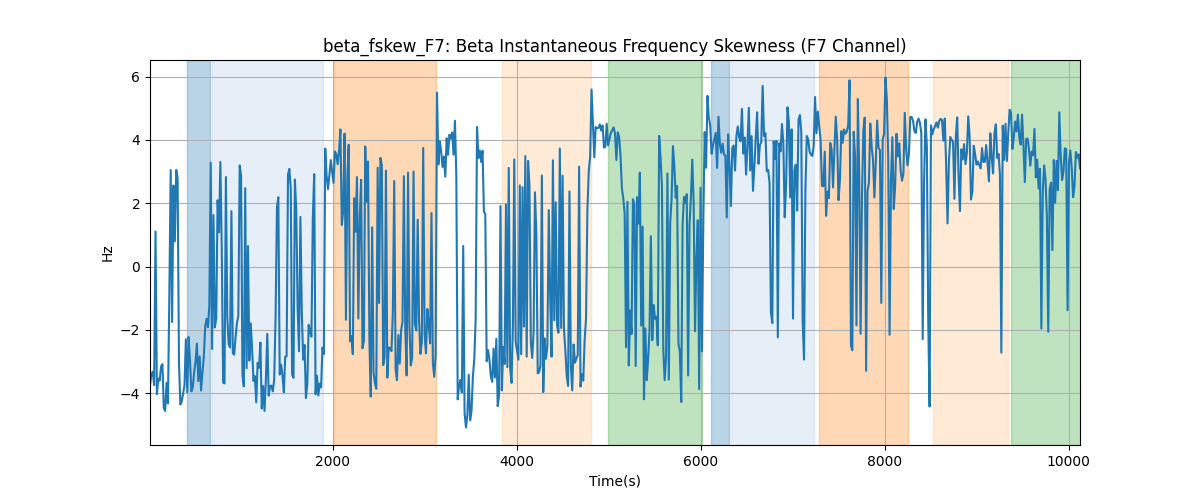 beta_fskew_F7: Beta Instantaneous Frequency Skewness (F7 Channel)
6
4
2
0
−2
−4
Hz
2000 4000 6000 8000 10000
Time(s)